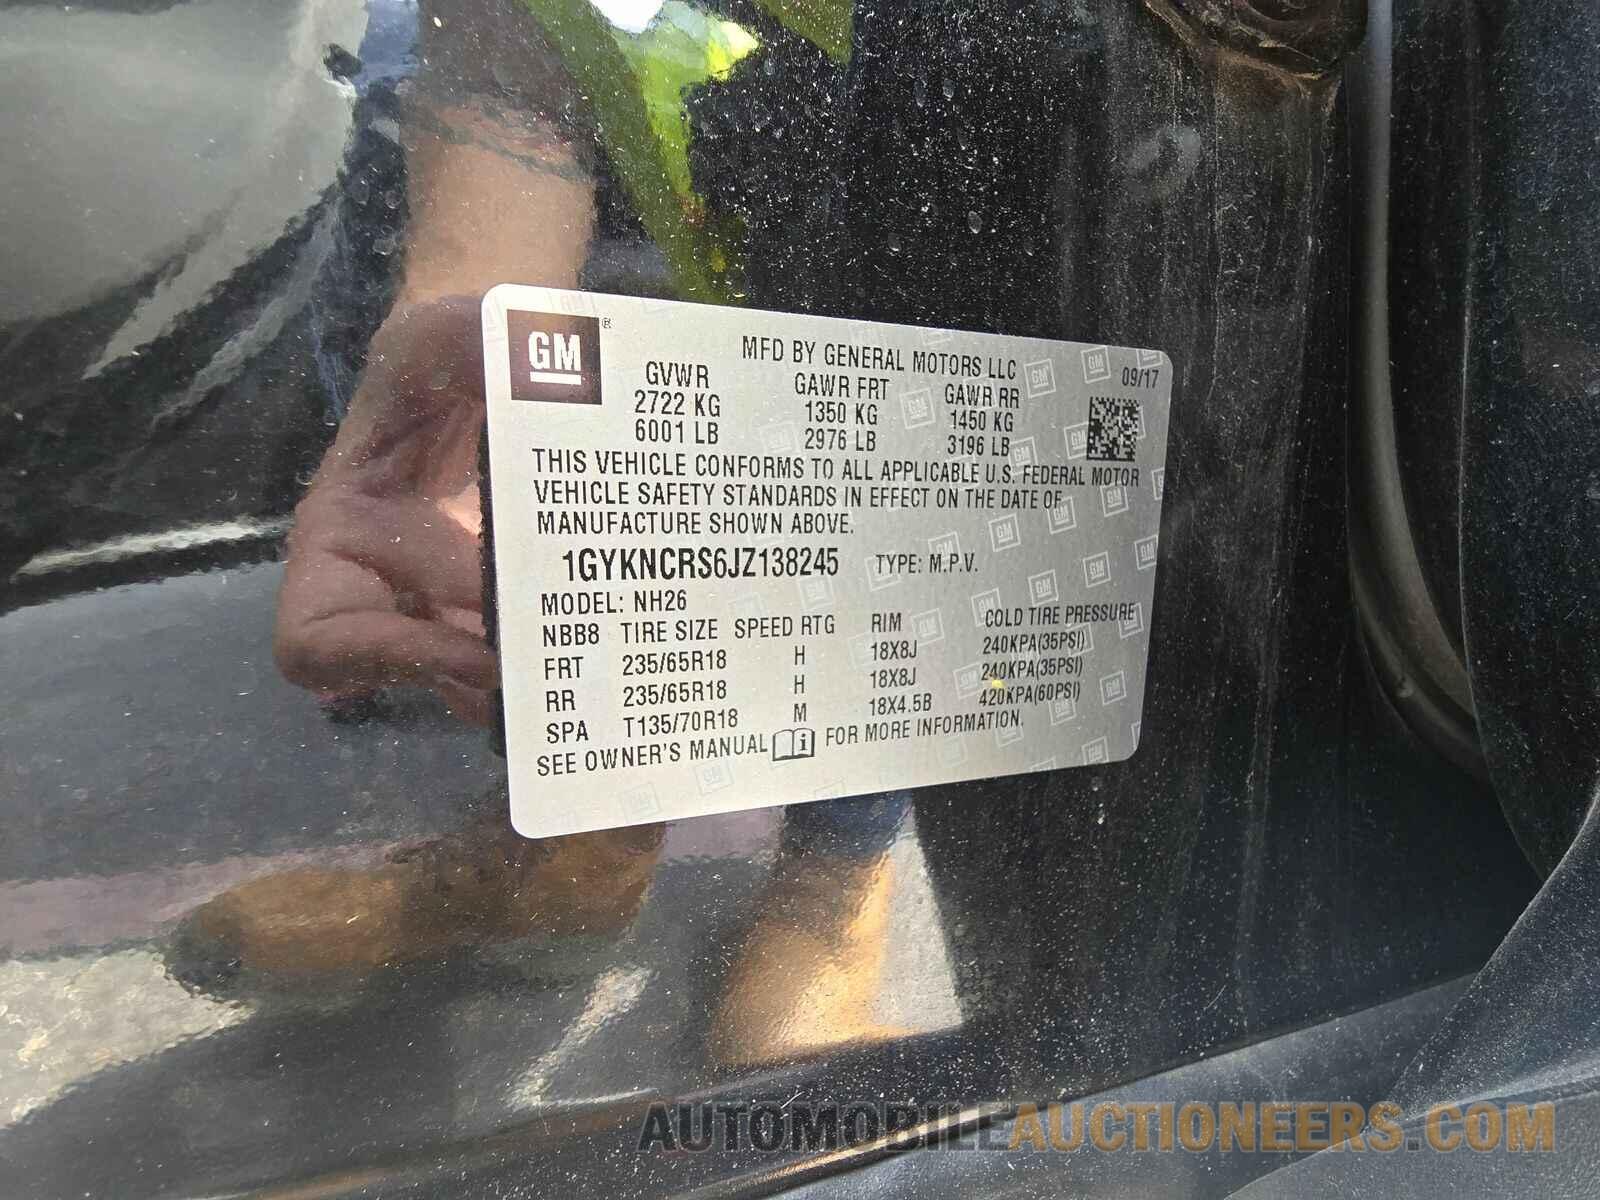 GM
MFD BY GENERAL MOTORS LLC
09/17
GVWR GAWR FRT GAWR RR
2722 KG 1350 KG 1450 KG
6001 LB 2976 LB 3196 LB
THIS VEHICLE CONFORMS TO ALL APPLICABLE U.S. FEDERAL MOTOR
VEHICLE SAFETY STANDARDS IN EFFECT ON THE DATE OF
MANUFACTURE SHOWN ABOVE.
1GYKNCRS6JZ138245 TYPE: M.P.V.
MODEL: NH26
NBB8 TIRE SIZE SPEED RTG RIM COLD TIRE PRESSURE
FRT 235/65R18 H 18X8J 240KPA(35PSI)
RR 235/65R18 H 18X8J 240KPA(35PSI)
SPA T135/70R18 M 18X4.5B 420KPA(60PSI)
SEE OWNER'S MANUAL FOR MORE INFORMATION.
AUTOMOBILEAUCTIONEERS.COM